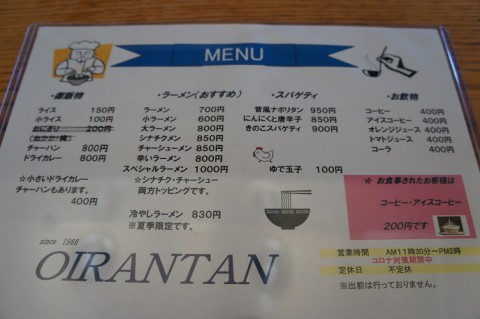 MENU
・御飯物
ライス 150円
小ライス 100円
おにぎり 200円
チャーハン 800円
ドライカレー 800円
☆小さいドライカレー
チャーハンもあります。
400円
・ラーメン(おすすめ)
ラーメン 700円
小ラーメン 600円
大ラーメン 800円
シナチクメン 850円
チャーシューメン 850円
辛いラーメン 800円
スペシャルラーメン 1000円
☆シナチク・チャーシュー
両方トッピングです。
冷やしラーメン 830円
※夏季限定です。
・スパゲティ
昔風ナポリタン 950円
にんにくと唐辛子 850円
きのこスパゲティ 900円
ゆで玉子 100円
・お飲物
コーヒー 400円
アイスコーヒー 400円
オレンジジュース 400円
トマトジュース 400円
コーラ 400円
☆ お食事されたお客様は
コーヒー・アイスコーヒー
200円です
since 1966
OIRANTAN
営業時間 AM11時30分～PM2時
コロナ対策期間中
定休日 不定休
※出前は行っておりません。